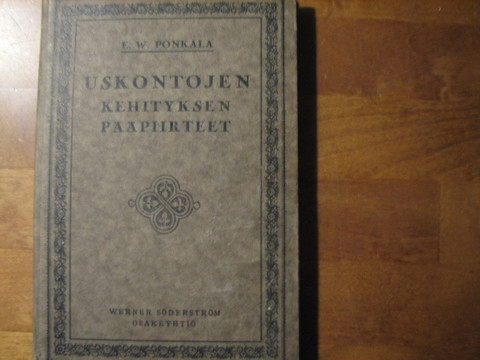 E. W. PONKALA
USKONTOJEN
KEHITYKSEN
PÄÄPIIRTEET
WERNER SÖDERSTRÖM
OSAKEYHTIÖ